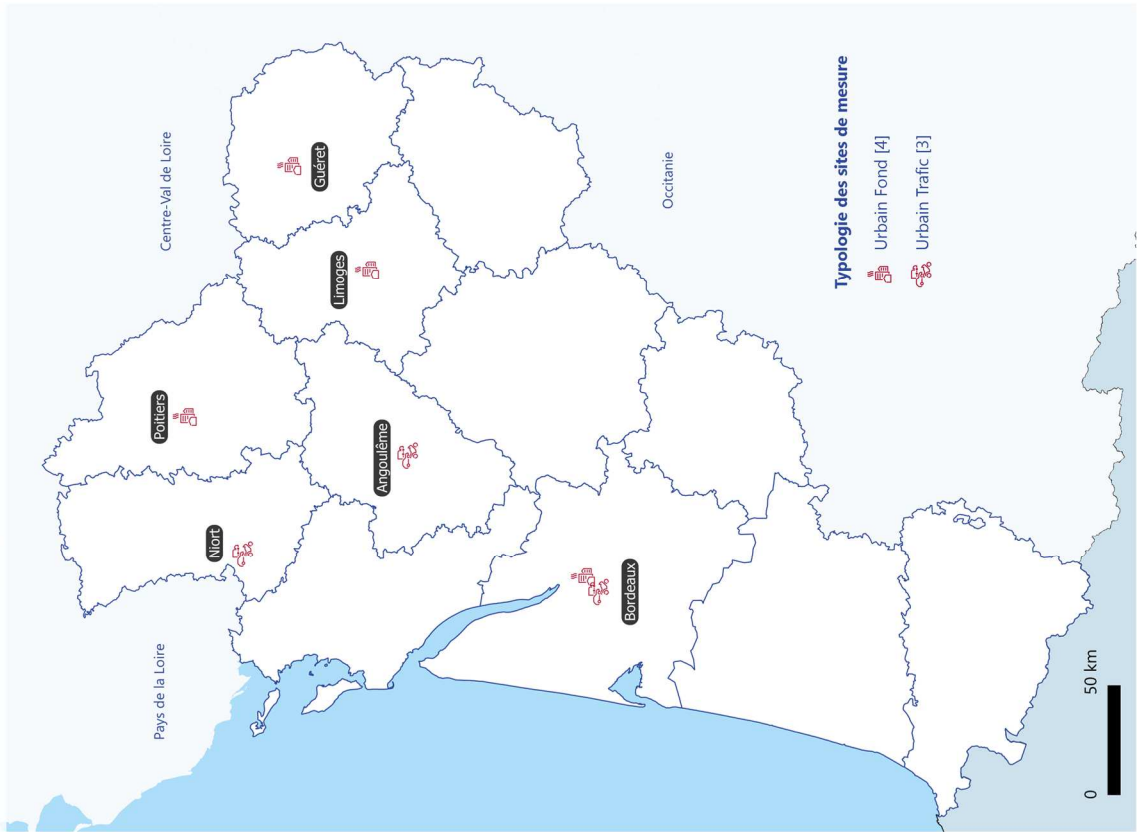 Centre-Val de Loire
Pays de la Loire
Poitiers
Niort
Guéret
Limoges
Angoulême
Bordeaux
Occitanie
Typologie des sites de mesure
Urbain Fond [4]
Urbain Trafic [3]
0
50 km